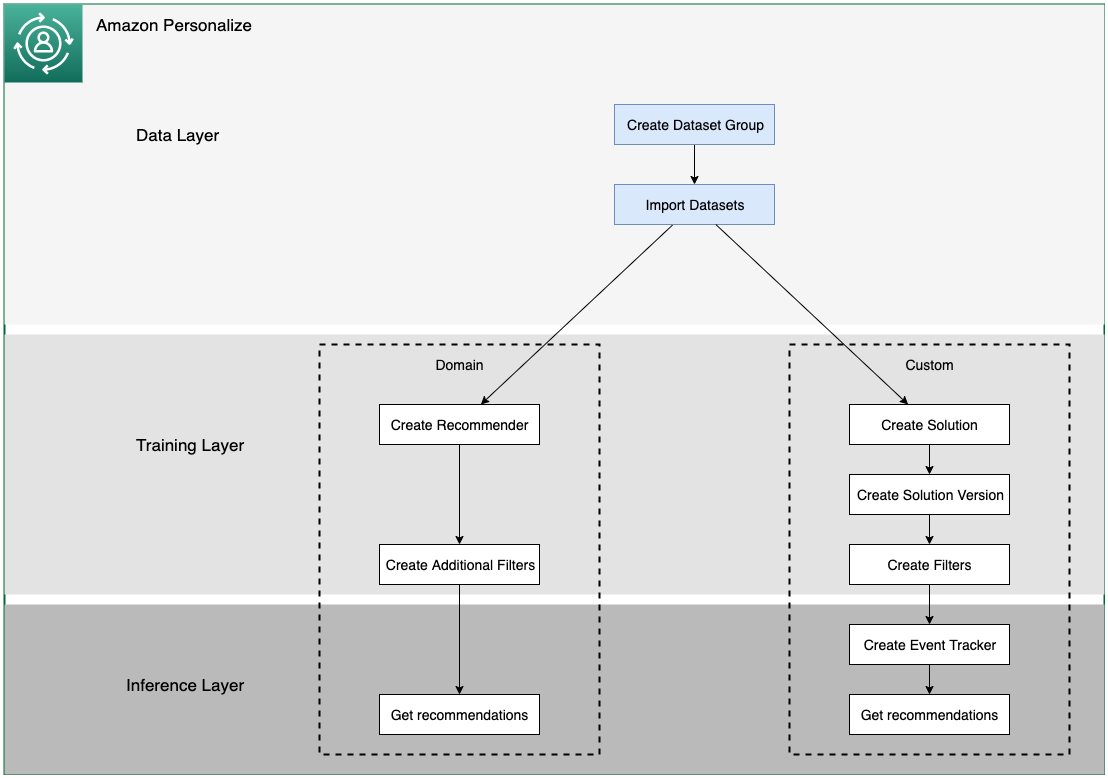 Amazon Personalize
Data Layer
Create Dataset Group
Import Datasets
Training Layer
Domain
Create Recommender
Create Additional Filters
Custom
Create Solution
Create Solution Version
Create Filters
Inference Layer
Get recommendations
Create Event Tracker
Get recommendations